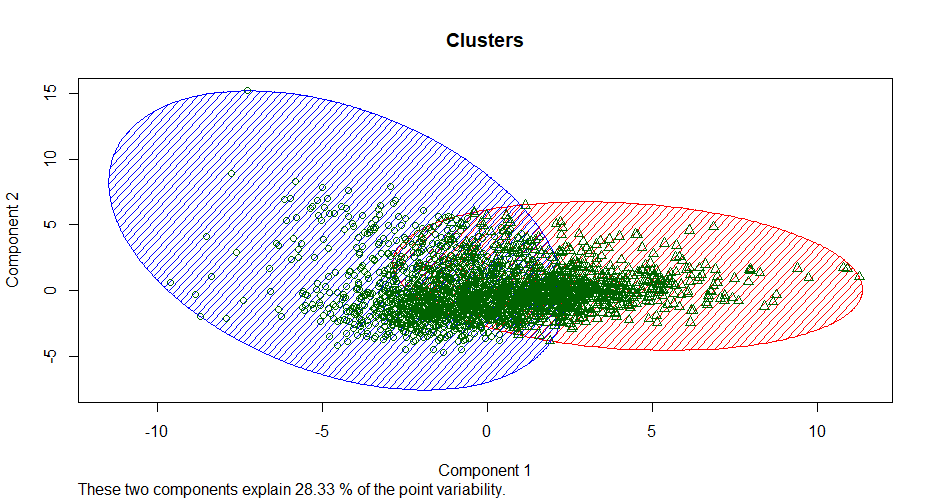 Clusters
15
10
5
0
-5
Component 2
-10
-5
0
5
10
Component 1
These two components explain 28.33 % of the point variability.